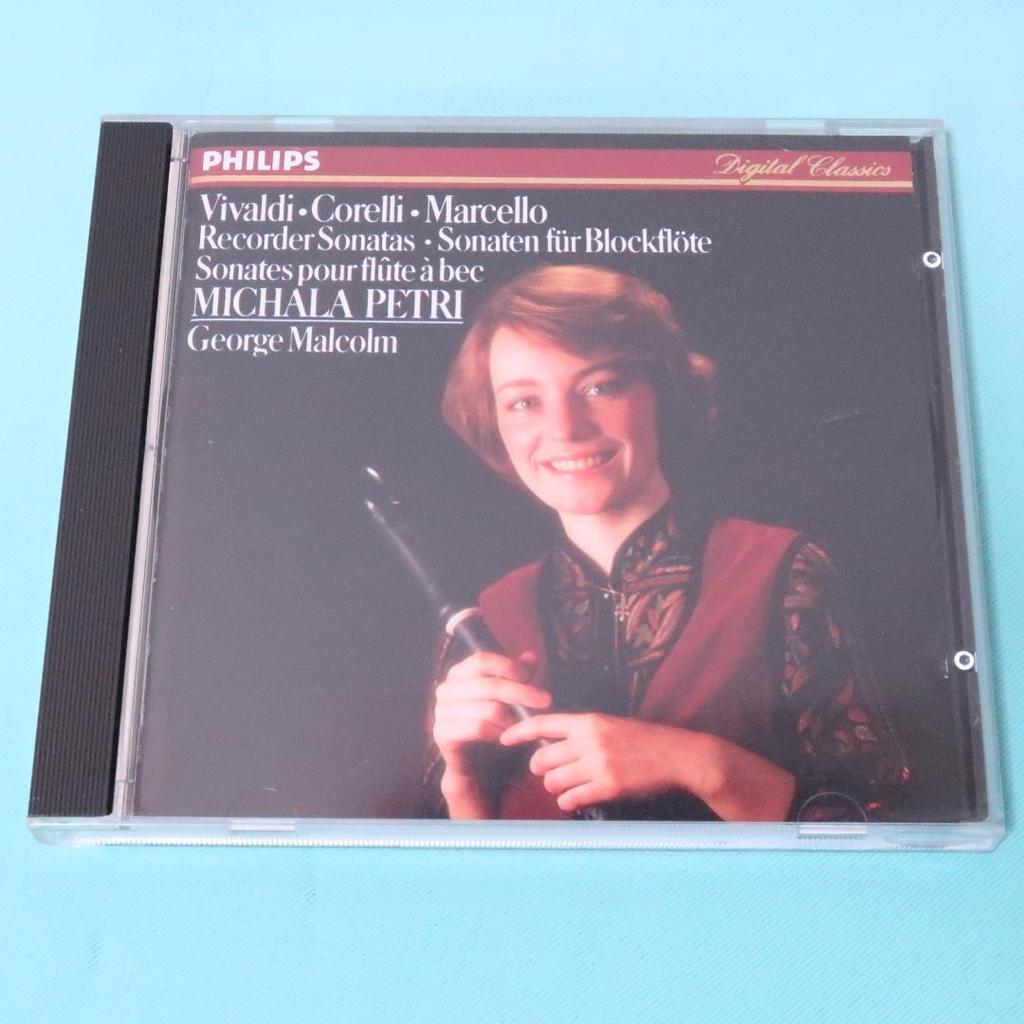 PHILIPS
Digital Classics
Vivaldi • Corelli • Marcello
Recorder Sonatas • Sonaten für Blockflöte
Sonates pour flûte à bec
MICHALA PETRI
George Malcolm